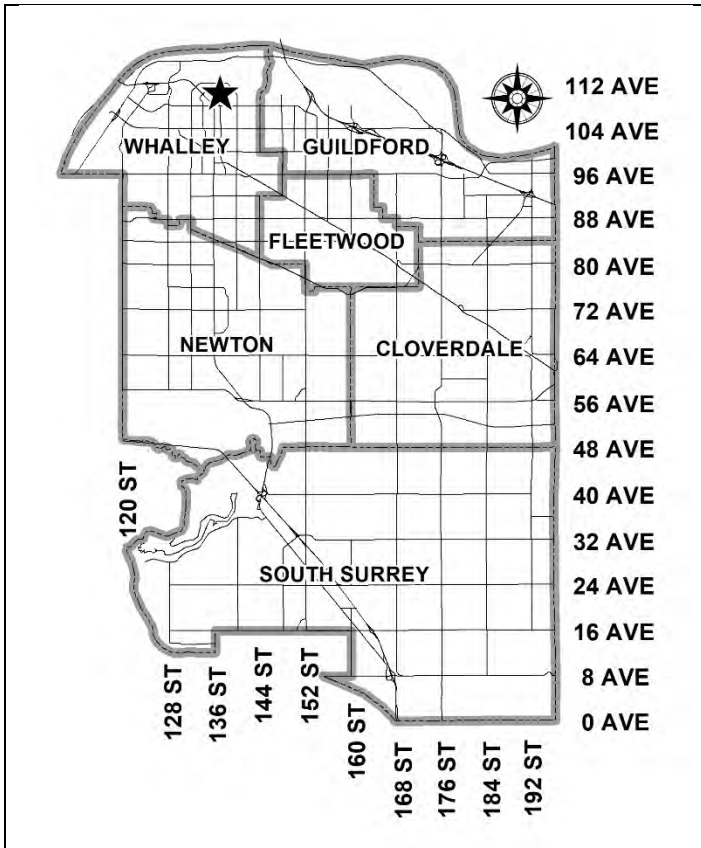 112 AVE
104 AVE
WHALLEY
GUILDFORD
96 AVE
88 AVE
FLEETWOOD
80 AVE
72 AVE
NEWTON
CLOVERDALE
64 AVE
56 AVE
48 AVE
120 ST
40 AVE
32 AVE
SOUTH SURREY
24 AVE
16 AVE
8 AVE
0 AVE
128 ST
136 ST
144 ST
152 ST
160 ST
168 ST
176 ST
184 ST
192 ST